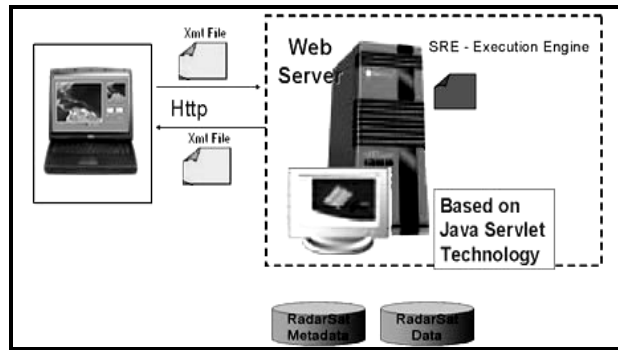 Xml File
Web
Server
SRE - Execution Engine
Http
Xml File
Based on
Java Servlet
Technology
RadarSat
Metadata
RadarSat
Data